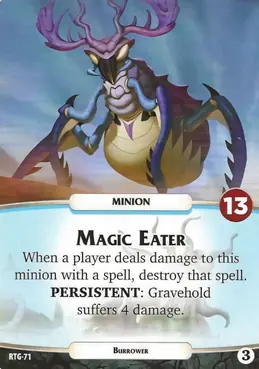 MINION
13
MAGIC EATER
When a player deals damage to this
minion with a spell, destroy that spell.
PERSISTENT: Gravehold
suffers 4 damage.
RTG-71
BURROWER
3